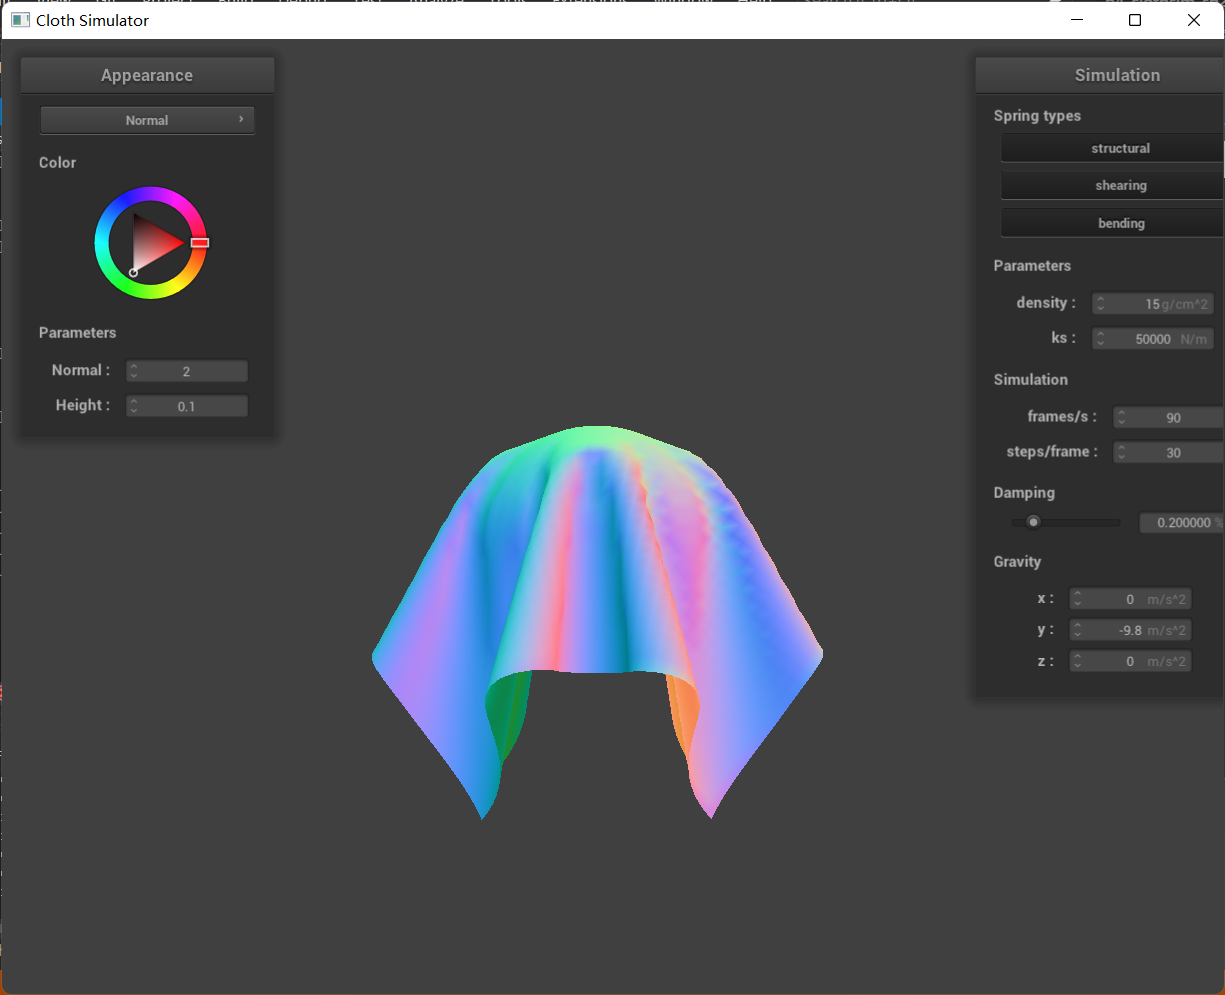 Cloth Simulator
Appearance
Normal
Color
Parameters
Normal : 2
Height : 0.1
Simulation
Spring types
structural
shearing
bending
Parameters
density : 15 g/cm^2
ks : 50000 N/m
Simulation
frames/s : 90
steps/frame : 30
Damping
0.200000 %
Gravity
x : 0 m/s^2
y : -9.8 m/s^2
z : 0 m/s^2